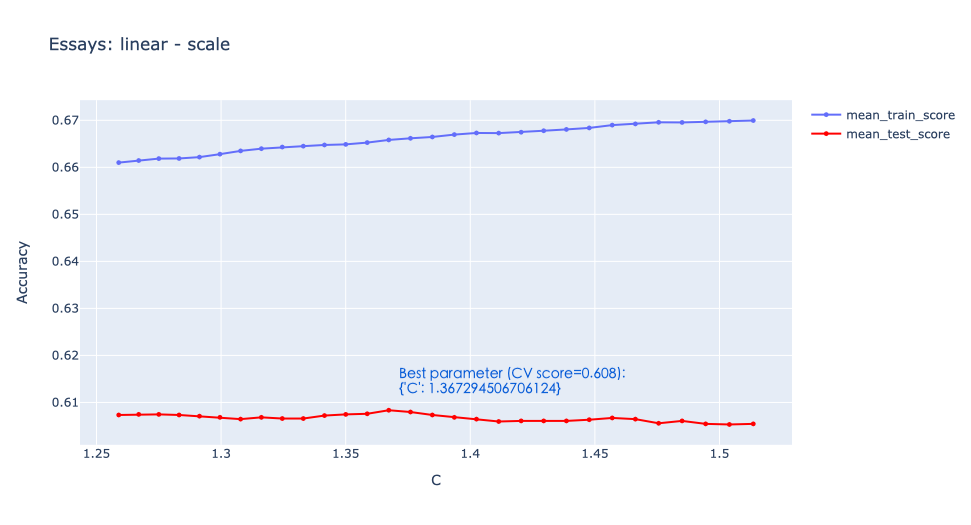 Essays: linear - scale
mean_train_score
mean_test_score
0.67
0.66
0.65
0.64
0.63
0.62
0.61
Accuracy
Best parameter (CV score=0.608):
{'C': 1.367294506706124}
1.25
1.3
1.35
1.4
1.45
1.5
C